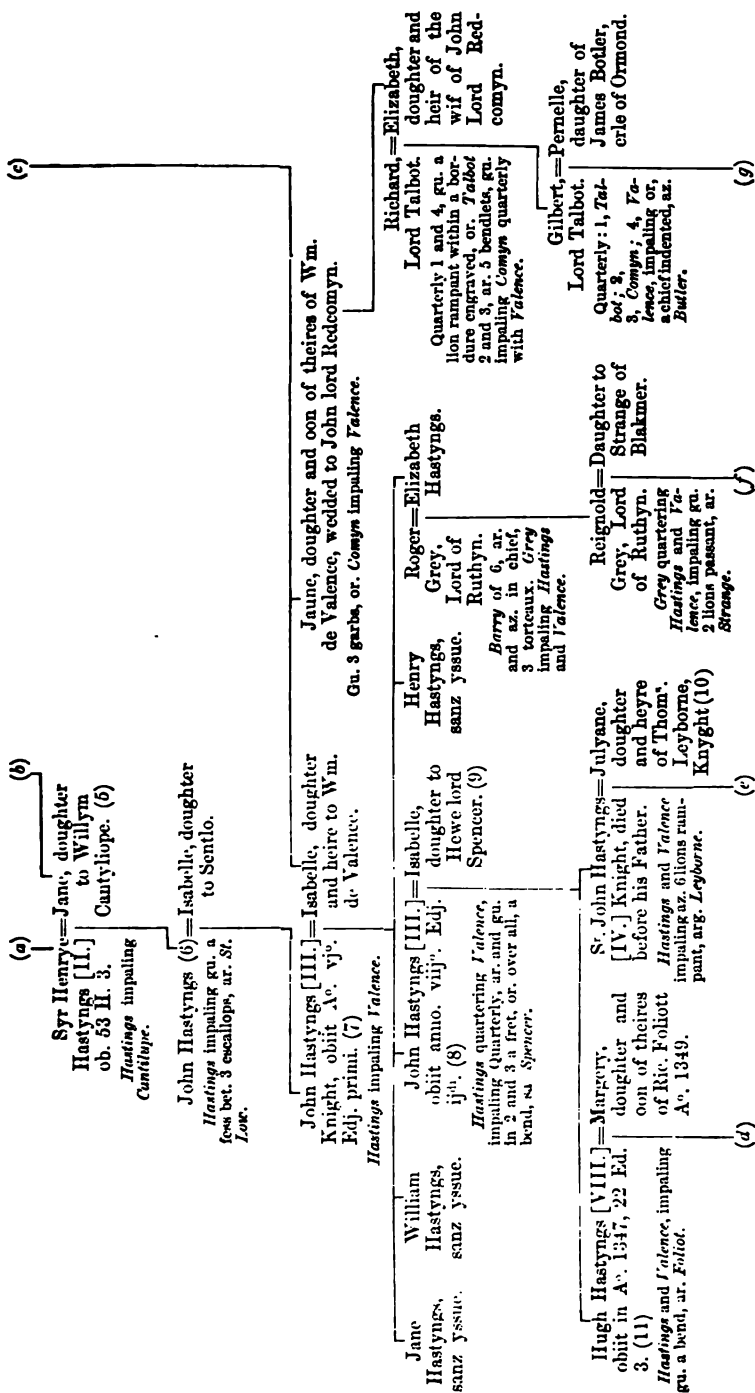 (a)
(b)
(c)
Syr Henrye=Jane, doughter
Hastyngs [II.] to Willym
ob. 53 H. 3. Cantyliope. (5)
Hastings impaling
Cantilupe.
John Hastyngs (6)=Isabelle, doughter
to Sentlo.
Hastings impaling gu. a
fess bet. 3 escallops, ar. St.
Low.
John Hastyngs [III.]=Isabelle, doughter
Knight, obiit Ao. vjo. and heire to Wm.
Edj. primi. (7) de Valence.
Hastings impaling Valence.
Jaune, doughter and oon of theires of Wm.
de Valence, wedded to John lord Redcomyn.
Gu. 3 garbs, or. Comyn impaling Valence.
Jane
Hastyngs,
sanz yssue.
William
Hastyngs,
sanz yssue.
John Hastyngs [III.]=Isabelle,
obiit anno. viijo. Edj. doughter to
ijdi. (8) Hewe lord
Spencer. (9)
Hastings quartering Valence,
impaling Quarterly, ar. and gu.
in 2 and 3 a fret, or. over all, a
bend, sa Spencer.
Henry
Hastyngs,
sanz yssue.
Roger=Elizabeth
Grey, Hastyngs.
Lord of
Ruthyn.
Barry of 6, ar.
and az. in chief,
3 torteaux. Grey
impaling Hastings
and Valence.
Richard,=Elizabeth,
Lord Talbot. doughter and
heir of the
wif of John
Lord Red-
comyn.
Quarterly 1 and 4, gu. a
lion rampant within a bor-
dure engraved, or. Talbot
2 and 3, ar. 5 bendlets, gu.
impaling Comyn quarterly
with Valence.
Hugh Hastyngs [VIII.]=Margery,
obiit in Ao. 1347, 22 Ed. doughter and
3. (11) oon of theires
of Ric. Foliott
Ao. 1349.
Hastings and Valence, impaling
gu. a bend, ar. Foliot.
Sr. John Hastyngs=Julyane,
[IV.] Knight, died doughter
before his Father. and heyre
of Thoms.
Leyborne,
Knyght (10)
Hastings and Valence
impaling az. 6 lions ram-
pant, arg. Leyborne.
Reignold=Daughter to
Grey, Lord Strange of
of Ruthyn. Blakmer.
Grey quartering
Hastings and Va-
lence, impaling gu.
2 lions passant, ar.
Strange.
Gilbert,=Pernelle,
Lord Talbot. daughter of
James Botler,
erle of Ormond.
Quarterly: 1, Tal-
bot; 2,
3, Comyn; 4, Va-
lence, impaling or,
a chief indented, az.
Butler.
(d)
(e)
(f)
(g)